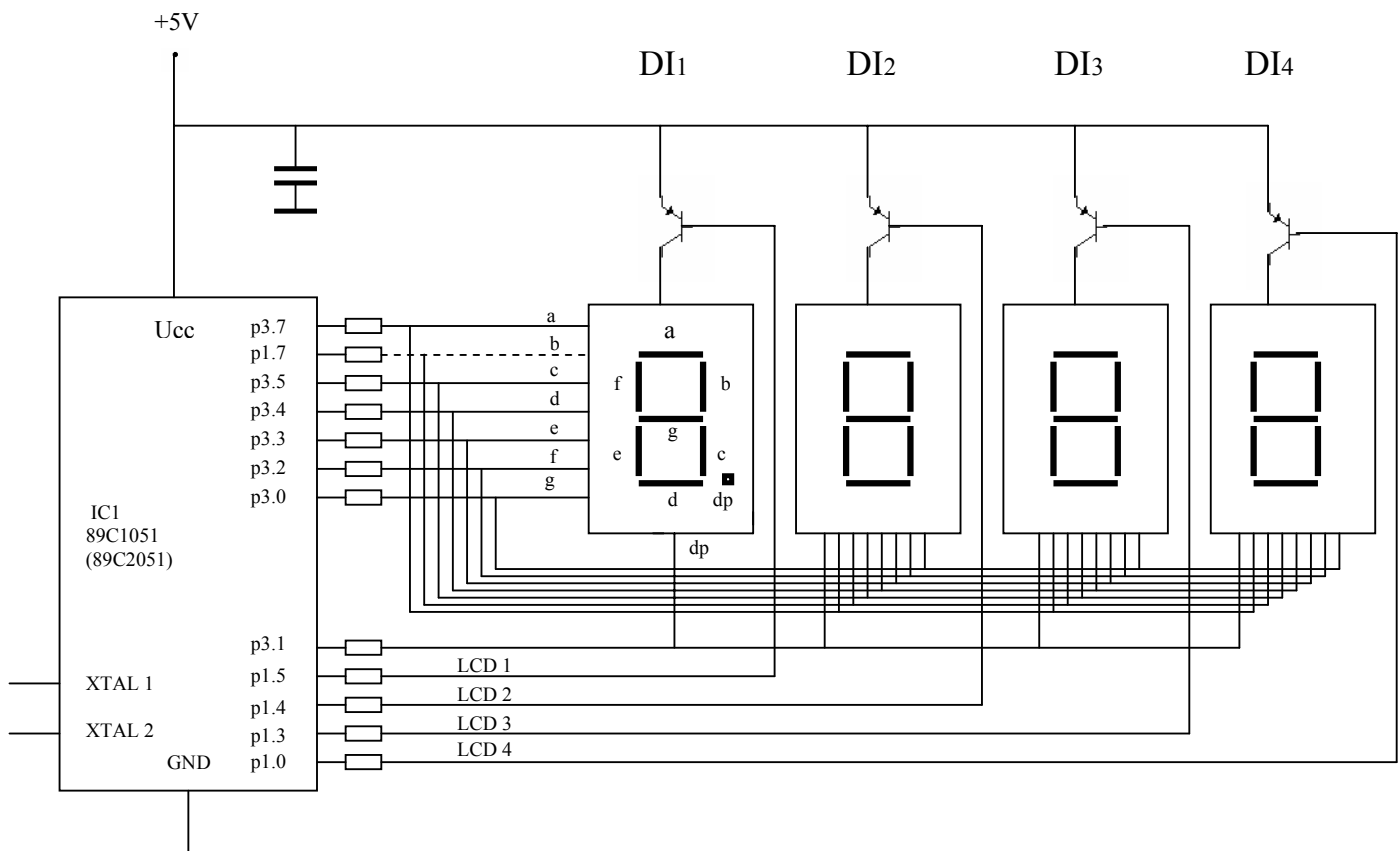 +5V
DI1 DI2 DI3 DI4
Ucc
p3.7
p1.7
p3.5
p3.4
p3.3
p3.2
p3.0
a
b
c
d
e
f
g
a
f b
g
e c
d dp
dp
IC1
89C1051
(89C2051)
p3.1
p1.5
p1.4
p1.3
p1.0
LCD 1
LCD 2
LCD 3
LCD 4
XTAL 1
XTAL 2
GND